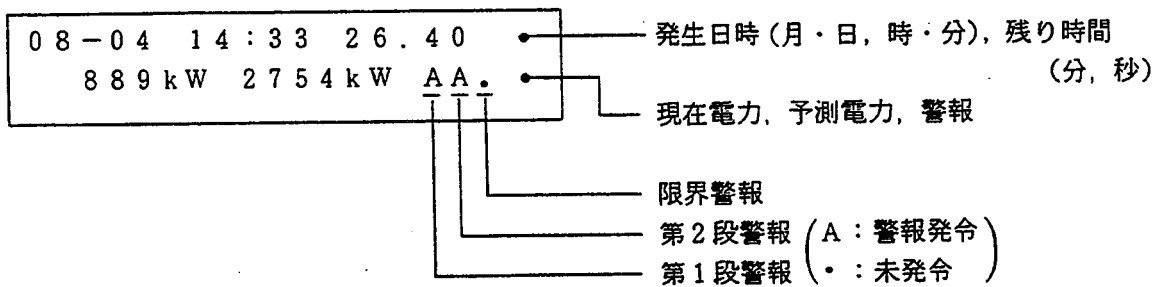 08-04 14:33 26.40
889kW 2754kW AA.
発生日時(月・日,時・分),残り時間
(分,秒)
現在電力,予測電力,警報
限界警報
第2段警報(A:警報発令)
第1段警報(・:未発令)